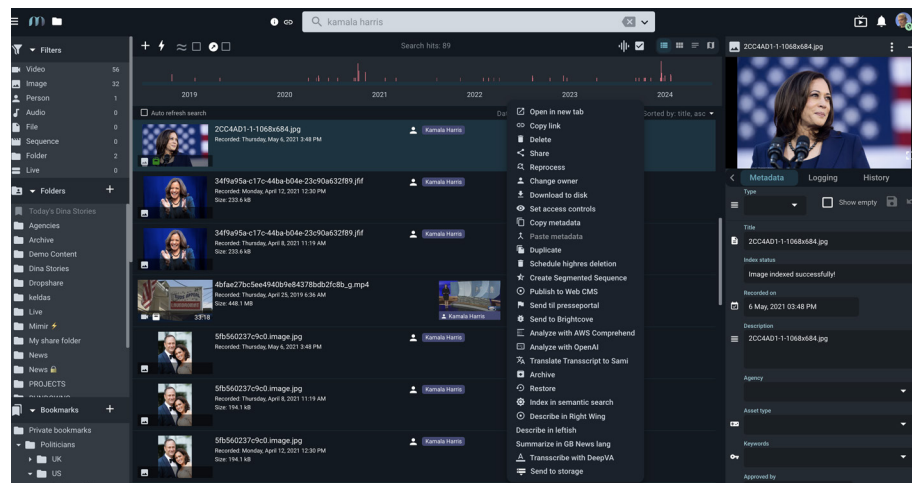 kamala harris
Filters
Video 56
Image 32
Person 1
Audio 0
File 0
Sequence 0
Folder 2
Live 0
Folders +
Today's Dina Stories
Agencies
Archive
Demo Content
Dina Stories
Dropshare
keldas
Live
Mimir
My share folder
News
News
PROJECTS
Bookmarks +
Private bookmarks
Politicians
UK
US
Search hits: 89
2019 2020 2021 2022 2023 2024
Auto refresh search
Sorted by: title, asc
2CC4AD1-1-1068x684.jpg
Recorded: Thursday, May 6, 2021 3:48 PM
Kamala Harris
34f9a95a-c17c-44ba-b04e-23c90a632f89.jfif
Recorded: Monday, April 12, 2021 12:30 PM
Size: 233.6 kB
Kamala Harris
34f9a95a-c17c-44ba-b04e-23c90a632f89.jfif
Recorded: Thursday, April 8, 2021 11:19 AM
Size: 233.6 kB
Kamala Harris
4bfae27bc5ee4940b9e84378bdb2fc8b_g.mp4
Recorded: Thursday, April 25, 2019 6:36 AM
Size: 448.1 MB
33:18
Kamala Harris
5fb560237c9c0.image.jpg
Recorded: Thursday, May 6, 2021 3:48 PM
Kamala Harris
5fb560237c9c0.image.jpg
Recorded: Thursday, April 8, 2021 11:19 AM
Size: 194.1 kB
Kamala Harris
5fb560237c9c0.image.jpg
Recorded: Monday, April 12, 2021 12:30 PM
Size: 194.1 kB
Kamala Harris
Open in new tab
Copy link
Delete
Share
Reprocess
Change owner
Download to disk
Set access controls
Copy metadata
Paste metadata
Duplicate
Schedule highres deletion
Create Segmented Sequence
Publish to Web CMS
Send til presseportal
Send to Brightcove
Analyze with AWS Comprehend
Analyze with OpenAI
Translate Transscript to Sami
Archive
Restore
Index in semantic search
Describe in Right Wing
Describe in leftish
Summarize in GB News lang
Transscribe with DeepVA
Send to storage
2CC4AD1-1-1068x684.jpg
Metadata Logging History
Type
Show empty
Title
2CC4AD1-1-1068x684.jpg
Index status
Image indexed successfully!
Recorded on
6 May, 2021 03:48 PM
Description
2CC4AD1-1-1068x684.jpg
Agency
Asset type
Keywords
Approved by